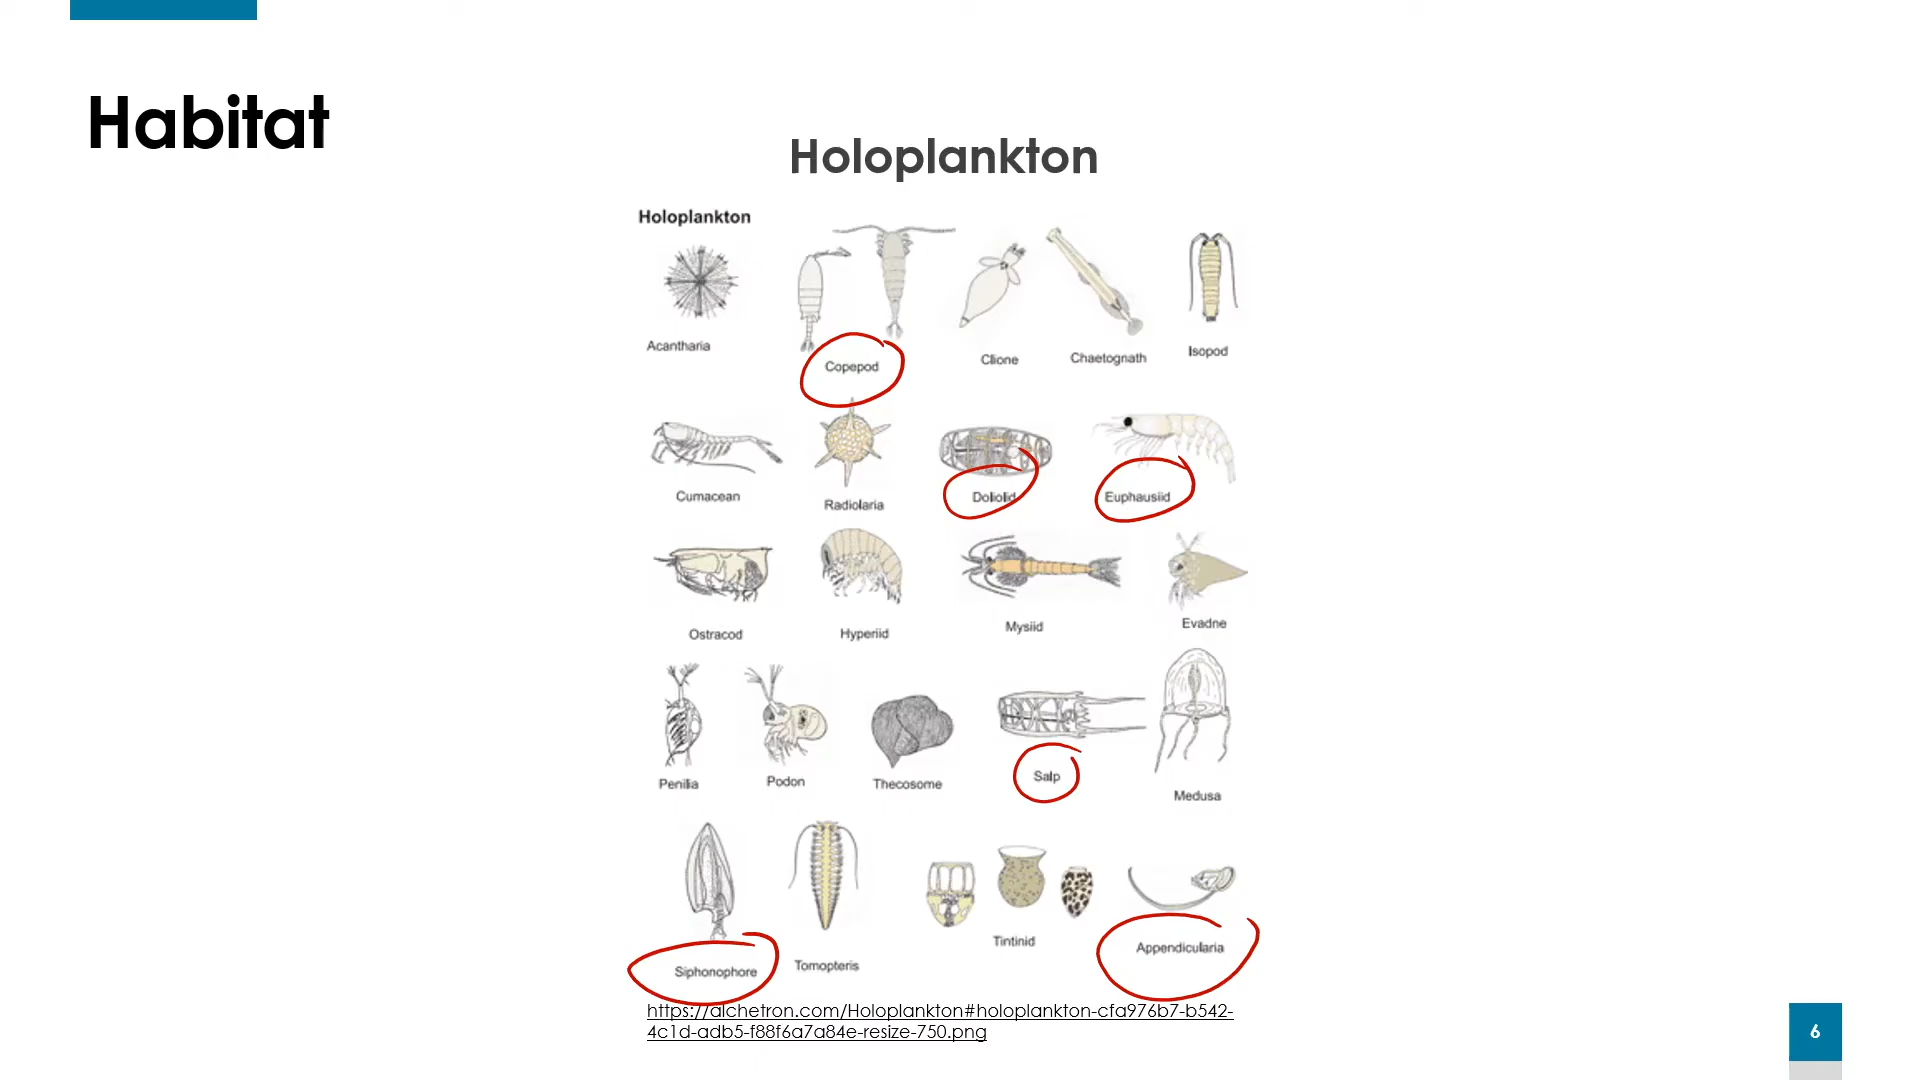 Habitat
Holoplankton
Holoplankton
Acantharia
Copepod
Clione
Chaetognath
Isopod
Cumacean
Radiolaria
Doliolid
Euphausiid
Ostracod
Hyperiid
Mysiid
Evadne
Penilia
Podon
Thecosome
Salp
Medusa
Siphonophore
Tomopteris
Tintinid
Appendicularia
https://alchetron.com/Holoplankton#holoplankton-cfa976b7-b542-
4c1d-adb5-f88f6a7a84e-resize-750.png
6